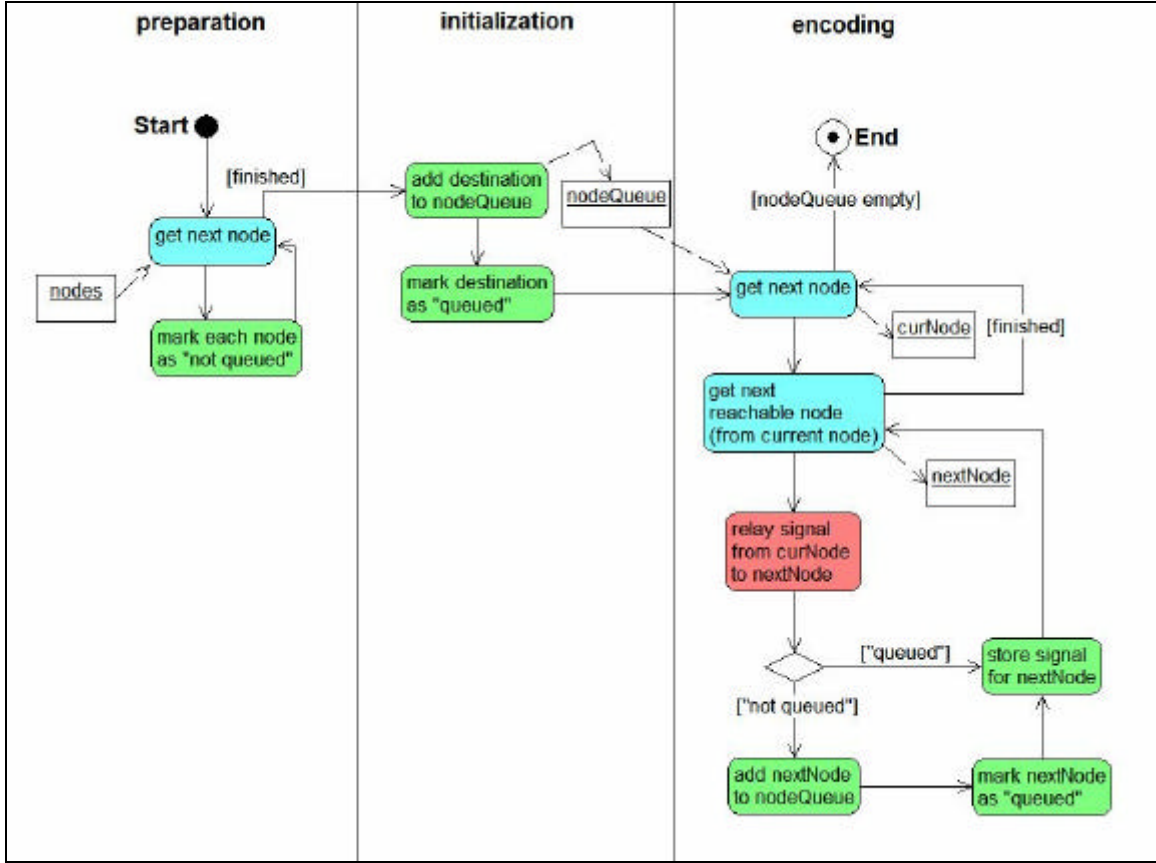 preparation
initialization
encoding
Start
End
[finished]
add destination
to nodeQueue
nodeQueue
[nodeQueue empty]
get next node
nodes
mark destination
as "queued"
get next node
curNode
[finished]
mark each node
as "not queued"
get next
reachable node
(from current node)
nextNode
relay signal
from curNode
to nextNode
["queued"]
store signal
for nextNode
["not queued"]
add nextNode
to nodeQueue
mark nextNode
as "queued"